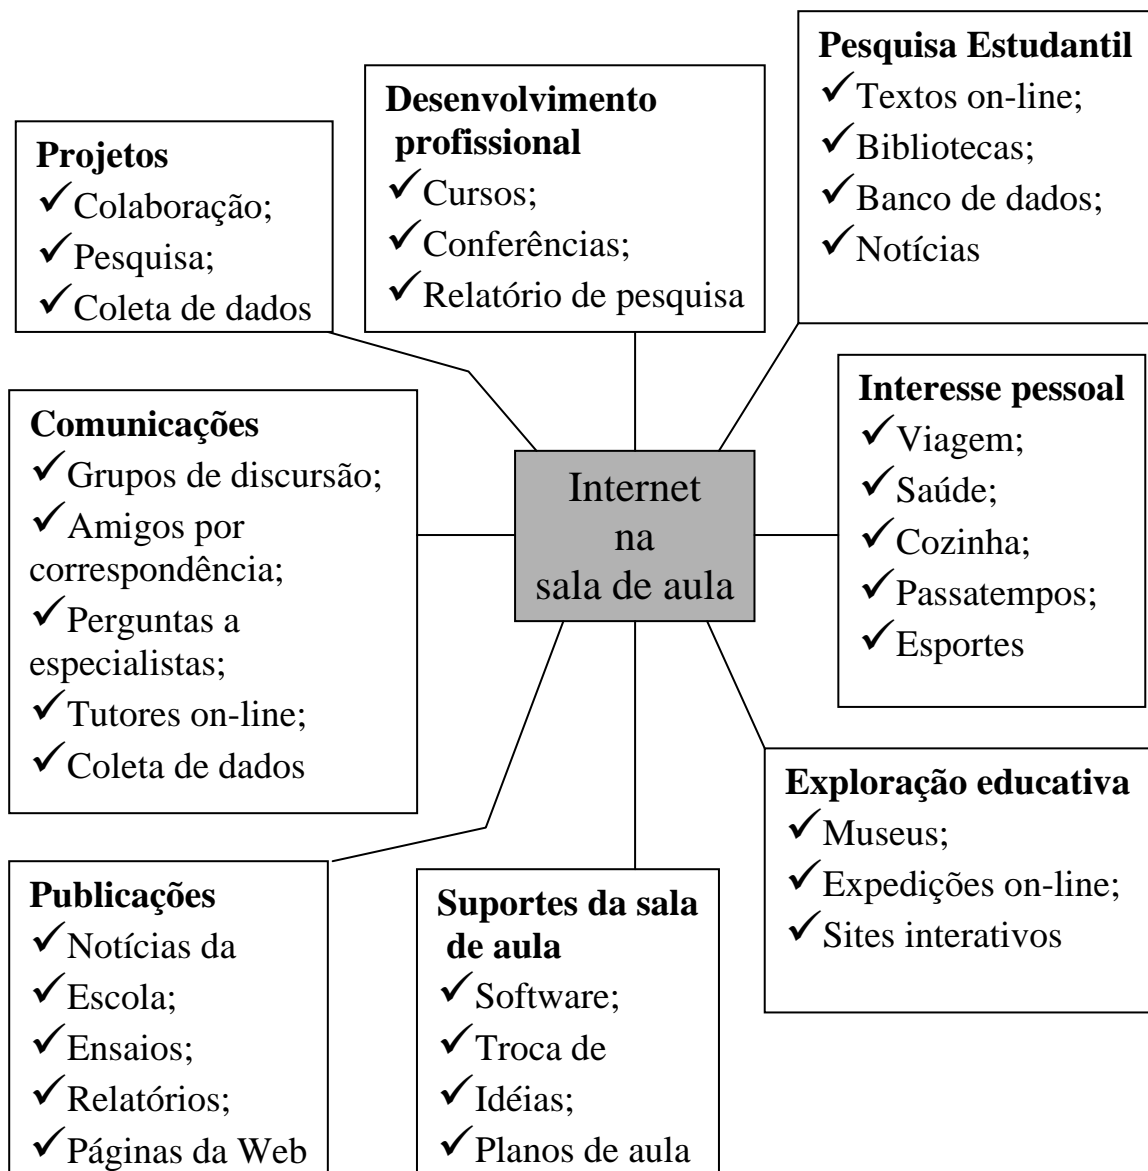 Projetos
✓Colaboração;
✓Pesquisa;
✓Coleta de dados
Desenvolvimento
profissional
✓Cursos;
✓Conferências;
✓Relatório de pesquisa
Pesquisa Estudantil
✓Textos on-line;
✓Bibliotecas;
✓Banco de dados;
✓Notícias
Comunicações
✓Grupos de discursão;
✓Amigos por
correspondência;
✓Perguntas a
especialistas;
✓Tutores on-line;
✓Coleta de dados
Internet
na
sala de aula
Interesse pessoal
✓Viagem;
✓Saúde;
✓Cozinha;
✓Passatempos;
✓Esportes
Publicações
✓Notícias da
✓Escola;
✓Ensaios;
✓Relatórios;
✓Páginas da Web
Suportes da sala
de aula
✓Software;
✓Troca de
✓Idéias;
✓Planos de aula
Exploração educativa
✓Museus;
✓Expedições on-line;
✓Sites interativos